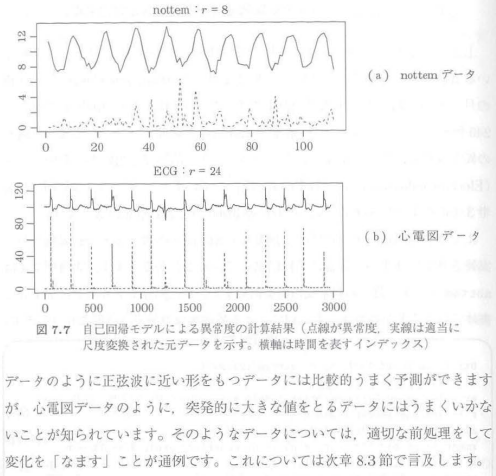 nottem : r = 8
12
8
4
0
0 20 40 60 80 100
(a) nottem データ
ECG : r = 24
120
80
40
0
0 500 1000 1500 2000 2500 3000
(b) 心電図データ
図 7.7 自己回帰モデルによる異常度の計算結果（点線が異常度，実線は適当に
尺度変換された元データを示す。横軸は時間を表すインデックス）
データのように正弦波に近い形をもつデータには比較的うまく予測ができます
が，心電図データのように，突発的に大きな値をとるデータにはうまくいかな
いことが知られています。そのようなデータについては，適切な前処理をして
変化を「なます」ことが通例です。これについては次章 8.3 節で言及します。